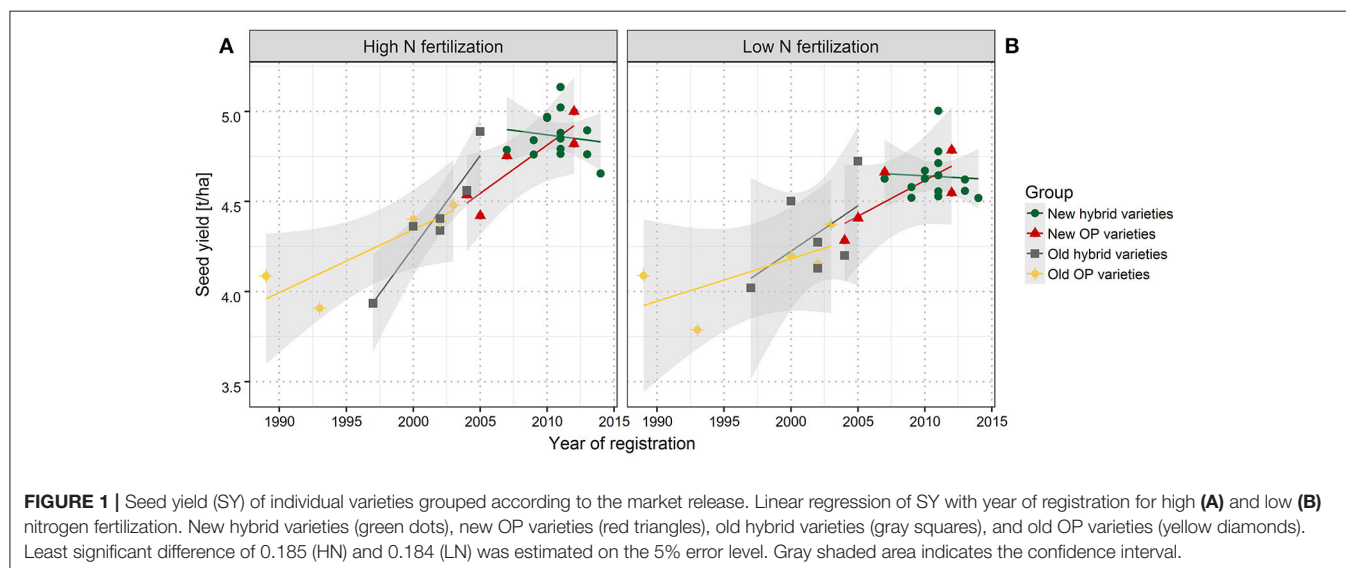 A High N fertilization Low N fertilization B
Seed yield [t/ha]
5.0
4.5
4.0
3.5
1990 1995 2000 2005 2010 2015 1990 1995 2000 2005 2010 2015
Year of registration
Group
New hybrid varieties
New OP varieties
Old hybrid varieties
Old OP varieties
FIGURE 1 | Seed yield (SY) of individual varieties grouped according to the market release. Linear regression of SY with year of registration for high (A) and low (B)
nitrogen fertilization. New hybrid varieties (green dots), new OP varieties (red triangles), old hybrid varieties (gray squares), and old OP varieties (yellow diamonds).
Least significant difference of 0.185 (HN) and 0.184 (LN) was estimated on the 5% error level. Gray shaded area indicates the confidence interval.